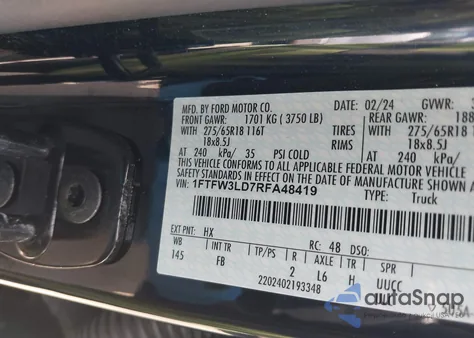 MFD. BY FORD MOTOR CO. 02/24 GVWR:
FRONT GAWR: 1701 KG ( 3750 LB) REAR GAWR: 188
WITH 275/65R18 116T TIRES 275/65R18
18x8.5J RIMS 18x8.5J
AT 240 kPa/ 35 PSI COLD AT 240 kPa/
THIS VEHICLE CONFORMS TO ALL APPLICABLE FEDERAL MOTOR VEHICLE
SAFETY STANDARDS IN EFFECT ON THE DATE OF MANUFACTURE SHOWN
VIN: 1FTFW3LD7RFA48419
TYPE: Truck
EXT PNT: HX RC: 48 DSO:
WB INT TR TP/PS R AXLE TR SPR
145 FB 2 L6 H UUCC
2202402193348
autoSnap